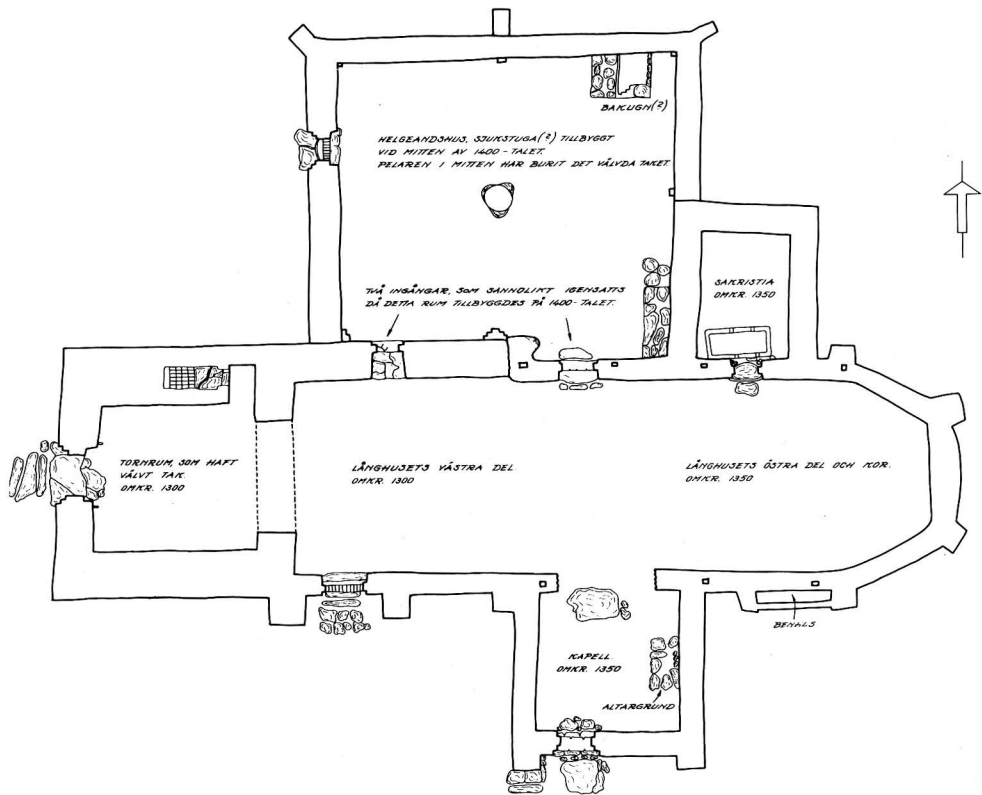 BAKUGN(?)
HELGEANDSHUS, SJUKSTUGA(?) TILLBYGGT
VID MITTEN AV 1400-TALET.
PELAREN I MITTEN HAR BURIT DET VÄLVDA TAKET.
SAKRISTIA
OMKR. 1350
TVÅ INGÅNGAR, SOM SANNOLIKT IGENSATTS
DÅ DETTA RUM TILLBYGGDES PÅ 1400-TALET.
TORNRUM, SOM HAFT
VÄLVT TAK.
OMKR. 1300
LÅNGHUSETS VÄSTRA DEL
OMKR. 1300
LÅNGHUSETS ÖSTRA DEL OCH KOR.
OMKR. 1350
BENHUS
KAPELL
OMKR. 1350
ALTARGRUND